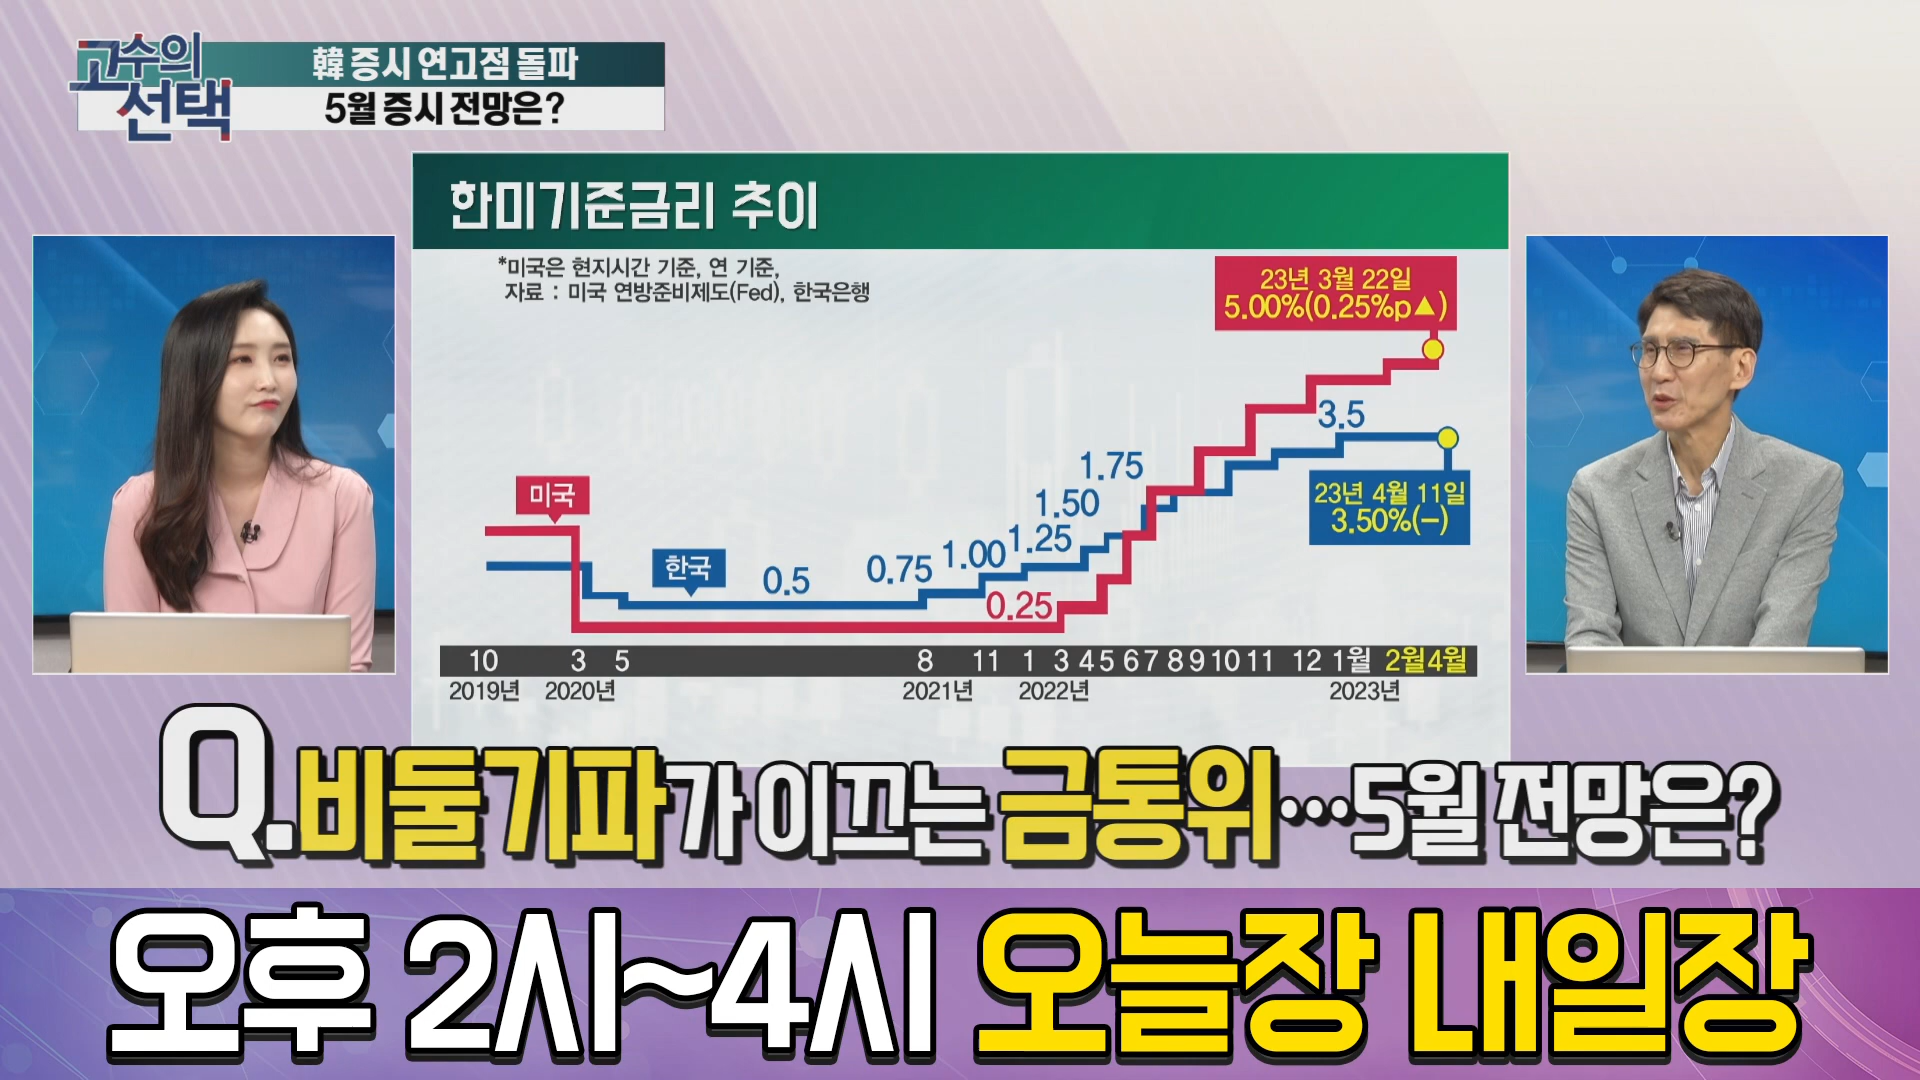 고수의
선택
韓 증시 연고점 돌파
5월 증시 전망은?
한미기준금리 추이
*미국은 현지시간 기준, 연 기준,
자료 : 미국 연방준비제도(Fed), 한국은행
23년 3월 22일
5.00%(0.25%p▲)
3.5
1.75
23년 4월 11일
3.50%(–)
미국
1.50
1.25
1.00
0.75
한국
0.5
0.25
10 3 5 8 11 1 3 4 5 6 7 8 9 10 11 12 1월 2월 4월
2019년 2020년 2021년 2022년 2023년
Q.비둘기파가 이끄는 금통위…5월 전망은?
오후 2시~4시 오늘장 내일장